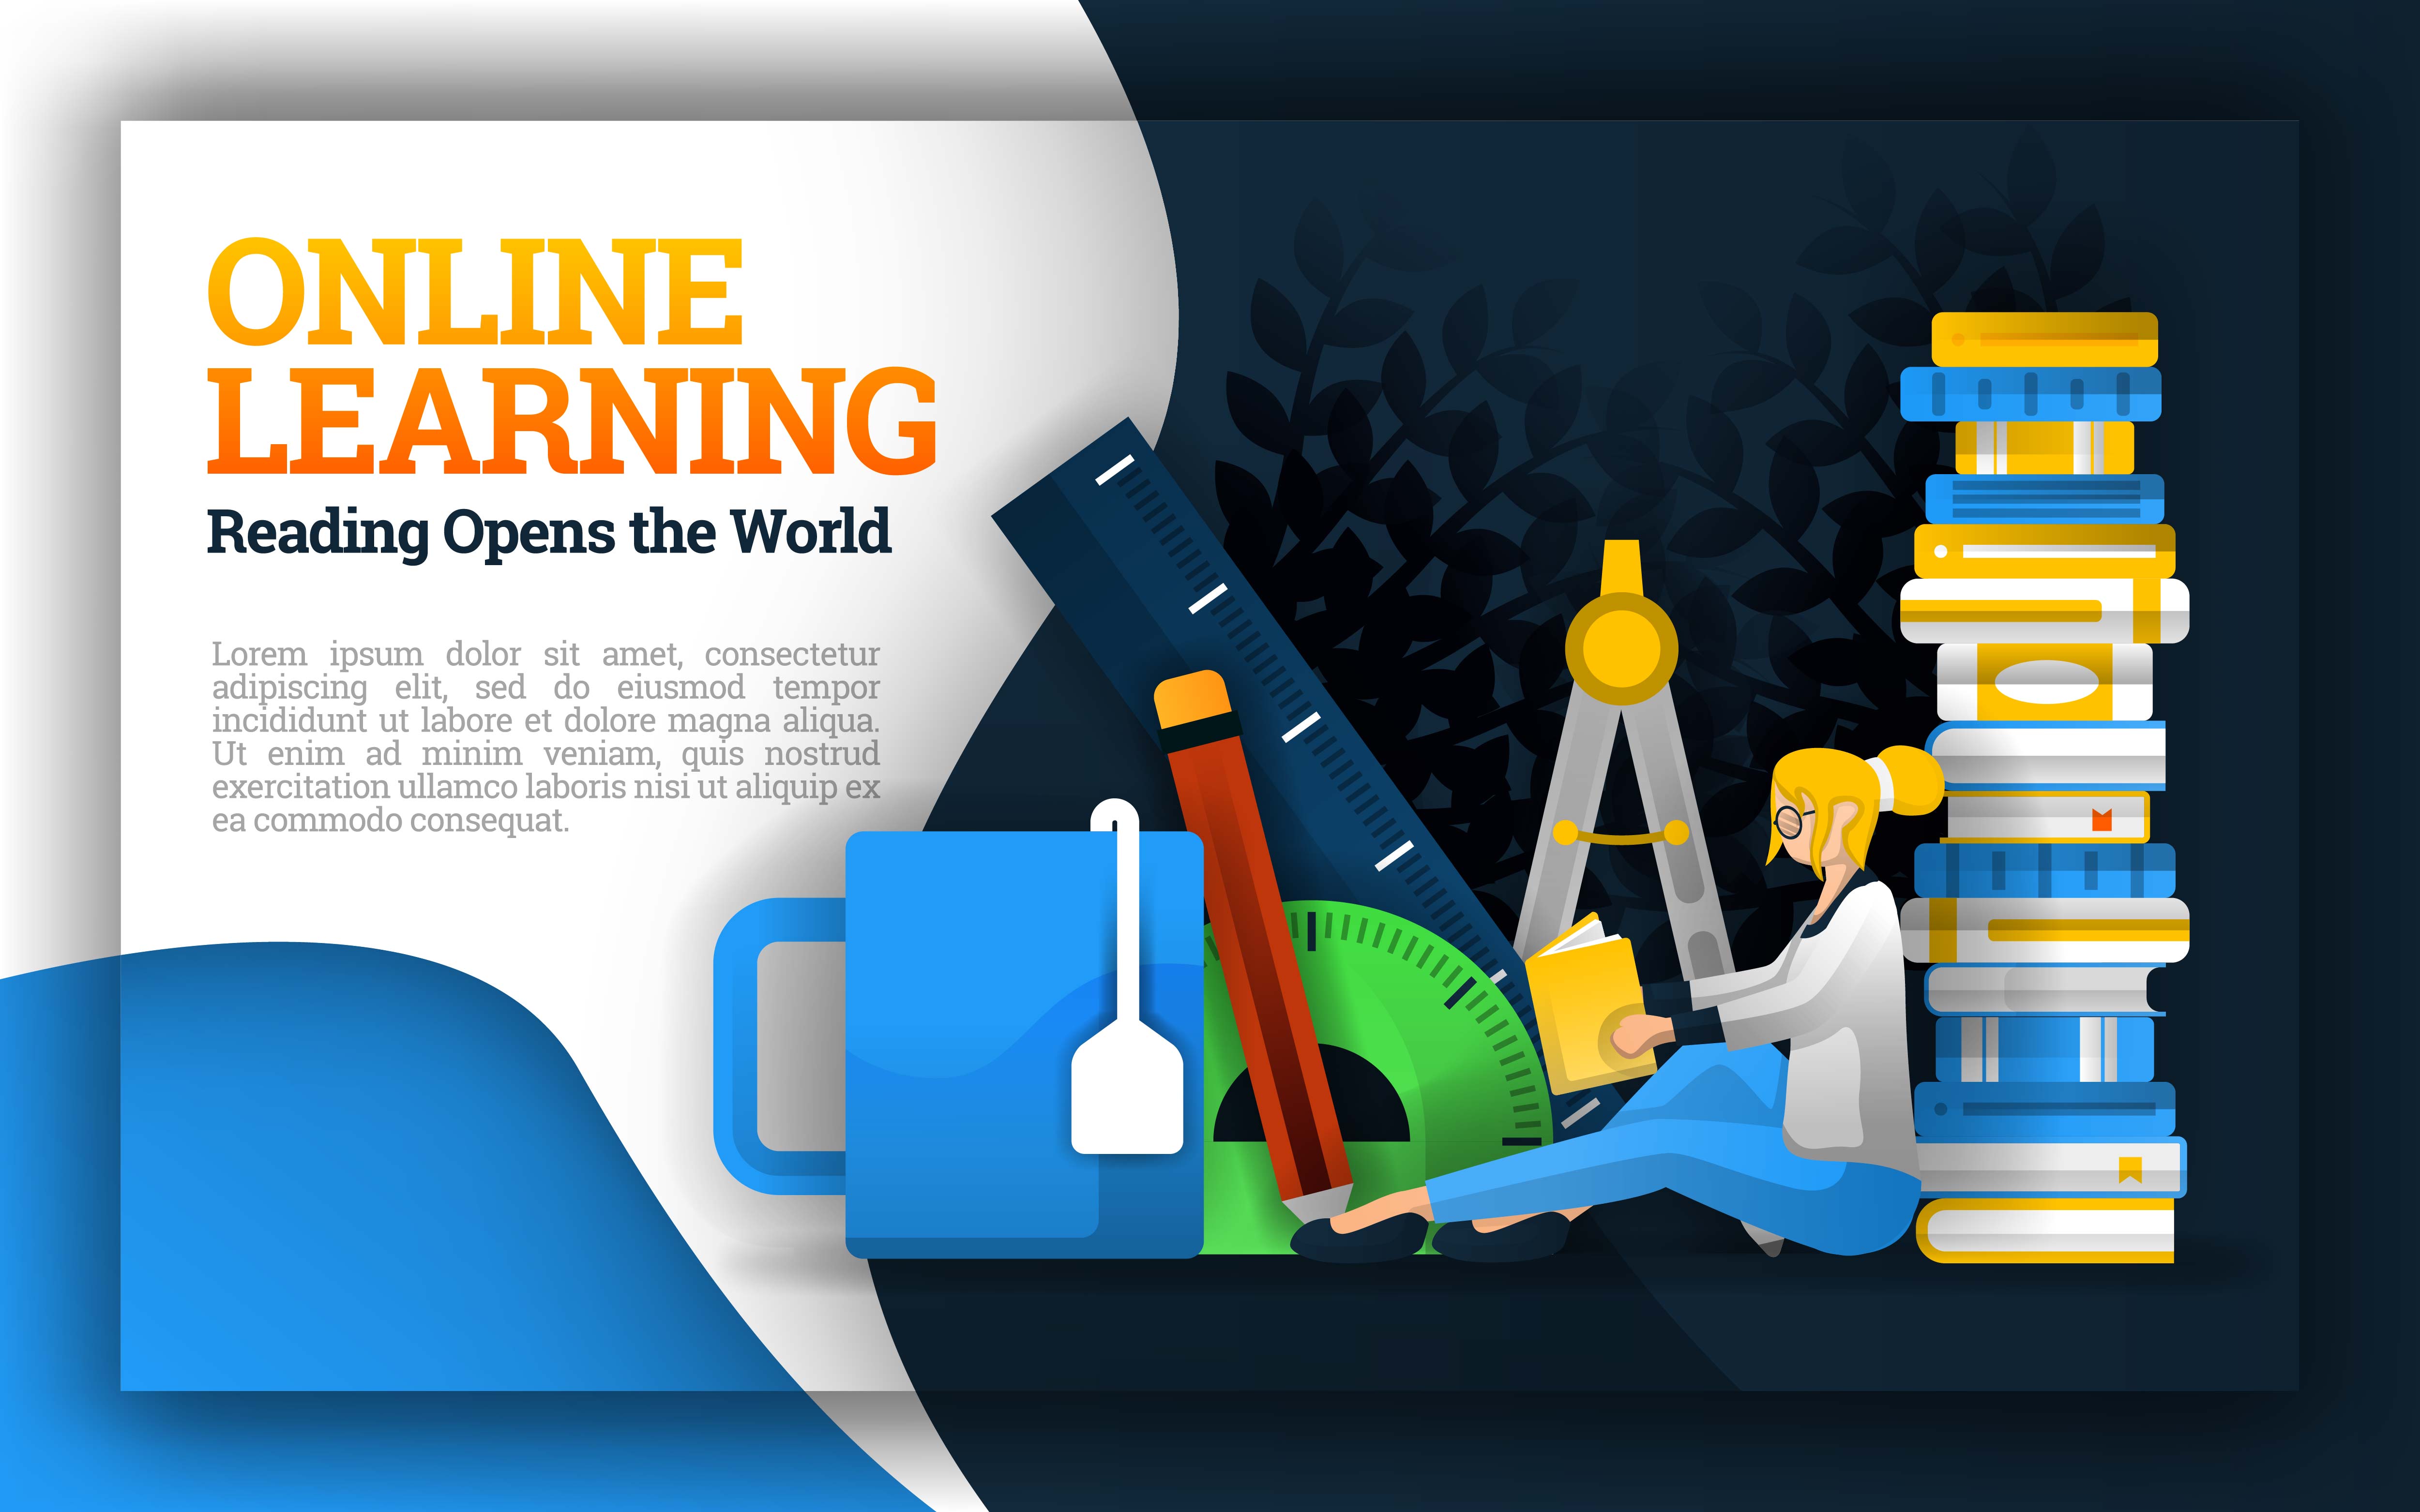 ONLINE
LEARNING
Reading Opens the World
Lorem ipsum dolor sit amet, consectetur
adipiscing elit, sed do eiusmod tempor
incididunt ut labore et dolore magna aliqua.
Ut enim ad minim veniam, quis nostrud
exercitation ullamco laboris nisi ut aliquip ex
ea commodo consequat.